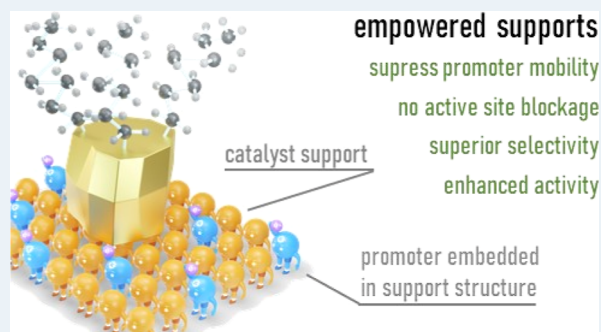 empowered supports
supress promoter mobility
no active site blockage
superior selectivity
enhanced activity
catalyst support
promoter embedded
in support structure